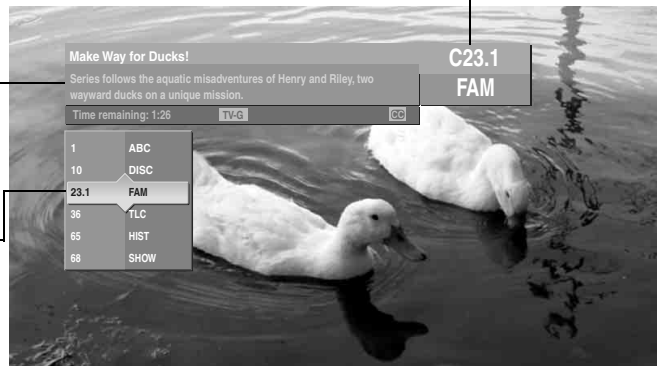 Make Way for Ducks!
C23.1
FAM
Series follows the aquatic misadventures of Henry and Riley, two
wayward ducks on a unique mission.
Time remaining: 1:26 TV-G CC
1 ABC
10 DISC
23.1 FAM
36 TLC
65 HIST
68 SHOW